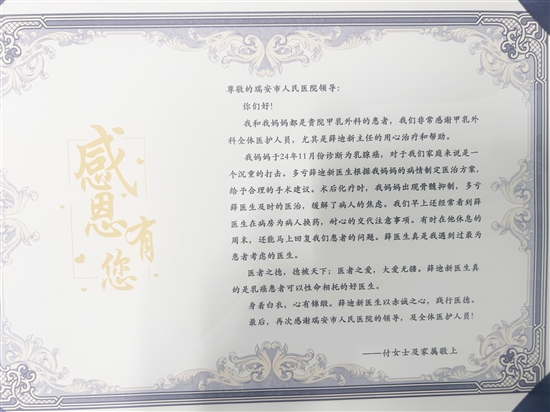 感恩有您
尊敬的瑞安市人民医院领导:
你们好!
我和我妈妈都是贵院甲乳外科的患者,我们非常感谢甲乳外
科全体医护人员,尤其是薛迪新主任的用心治疗和帮助。
我妈妈于24年11月份诊断为乳腺癌,对于我们家庭来说是一
个沉重的打击。多亏薛迪新医生根据我妈妈的病情制定医治方案,
给予合理的手术建议。术后化疗时,我妈妈出现骨髓抑制,多亏
薛医生及时的医治,缓解了病人的焦虑。我们早上还经常看到薛
医生在病房为病人换药,耐心的交代注意事项。有时在他休息的
周末,还能马上回复我们患者的问题。薛医生真是我遇到过最为
患者考虑的医生。
医者之德,德被天下;医者之爱,大爱无疆。薛迪新医生真
的是乳癌患者可以性命相托的好医生。
身着白衣,心有锦缎。薛迪新医生以赤诚之心,践行医德。
最后,再次感谢瑞安市人民医院的领导,及全体医护人员!
——付女士及家属敬上